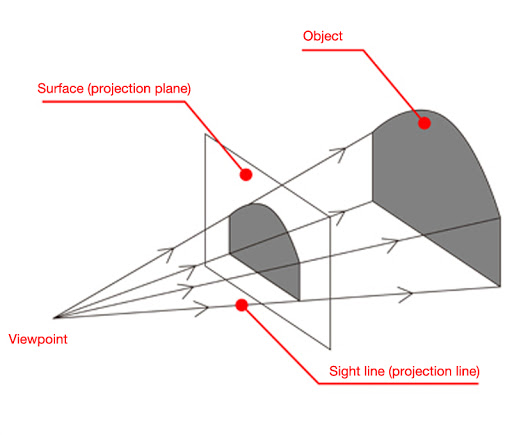 Object
Surface (projection plane)
Viewpoint
Sight line (projection line)